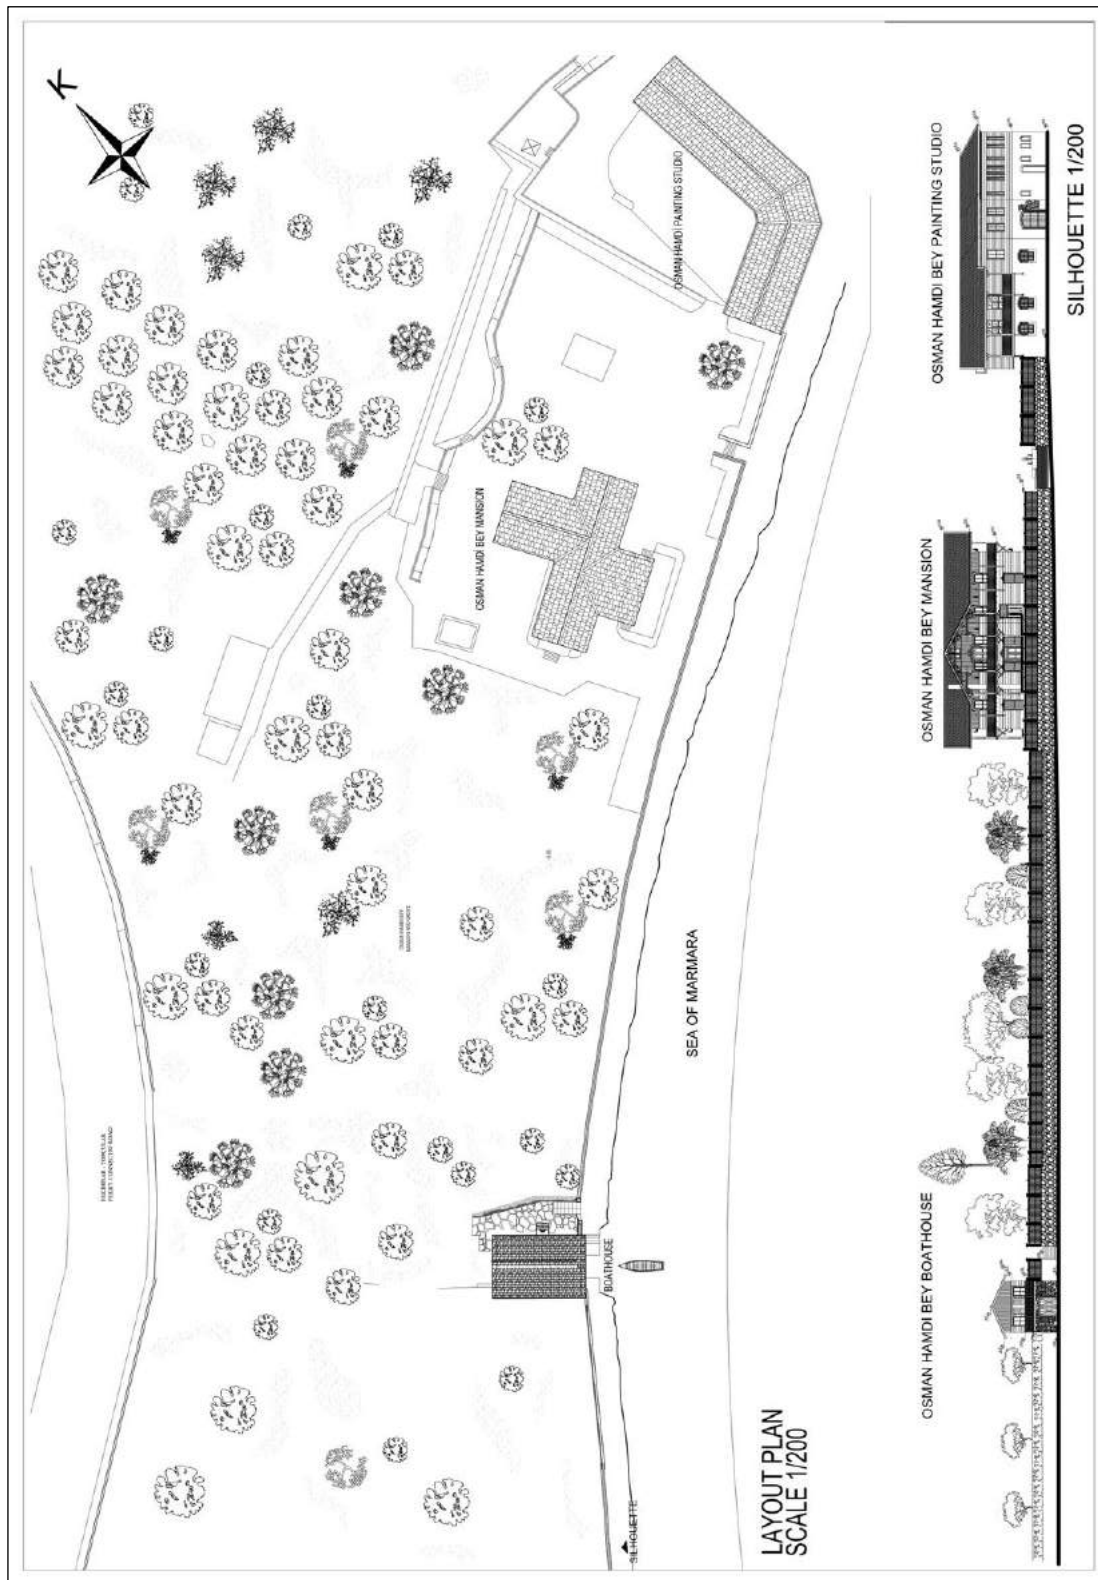 K
OSMAN HAMDI PAINTING STUDIO
OSMAN HAMDİ BEY MANSION
SEA OF MARMARA
BOATHOUSE
SILHOUETTE
LAYOUT PLAN
SCALE 1/200
OSMAN HAMDI BEY PAINTING STUDIO
OSMAN HAMDI BEY MANSION
OSMAN HAMDI BEY BOATHOUSE
SILHOUETTE 1/200